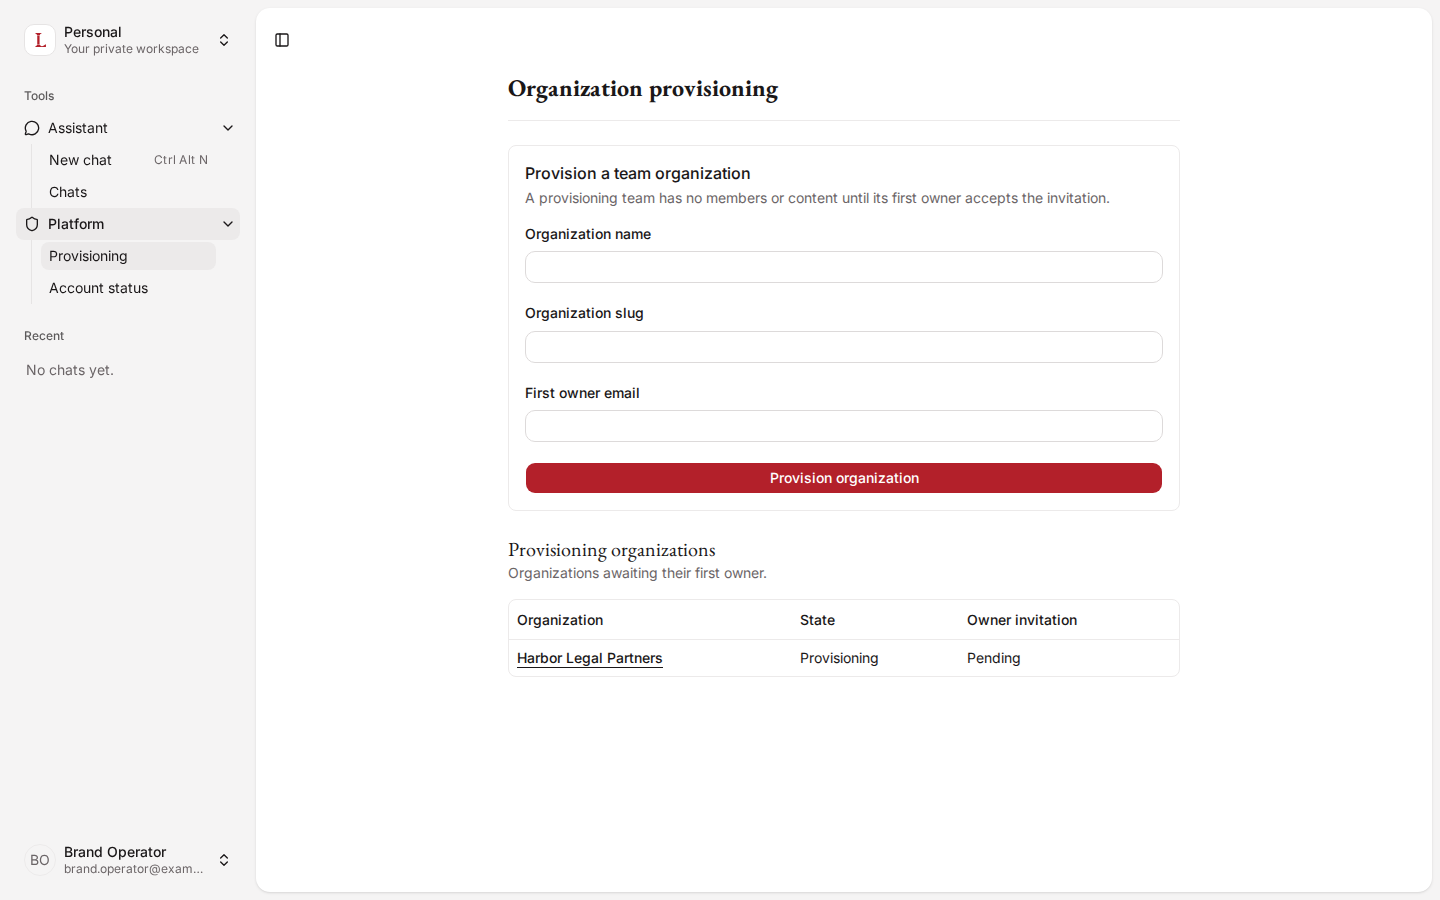 L
Personal
Your private workspace
Tools
Assistant
New chat Ctrl Alt N
Chats
Platform
Provisioning
Account status
Recent
No chats yet.
BO
Brand Operator
brand.operator@exam...
Organization provisioning
Provision a team organization
A provisioning team has no members or content until its first owner accepts the invitation.
Organization name
Organization slug
First owner email
Provision organization
Provisioning organizations
Organizations awaiting their first owner.
Organization State Owner invitation
Harbor Legal Partners Provisioning Pending